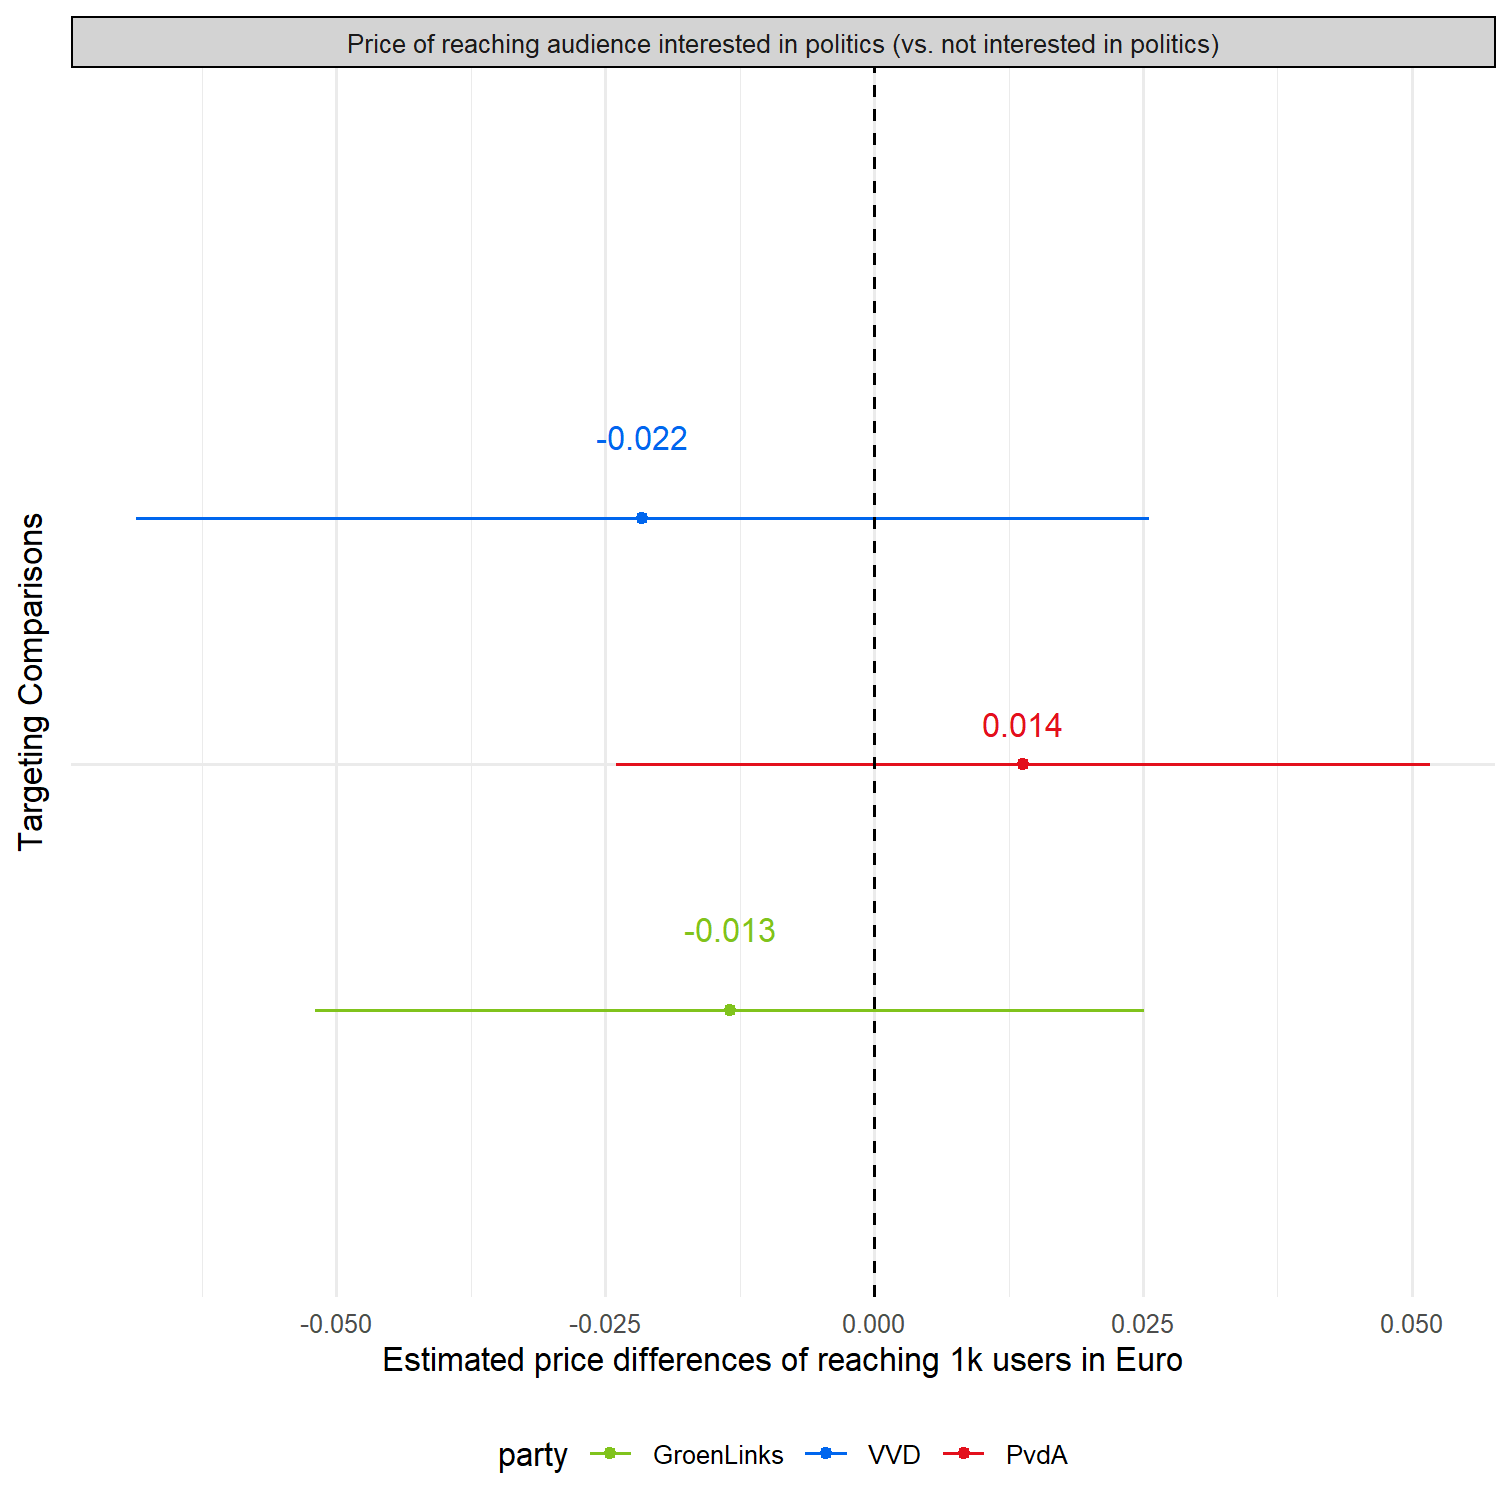 Price of reaching audience interested in politics (vs. not interested in politics)
Targeting Comparisons
-0.022
0.014
-0.013
-0.050 -0.025 0.000 0.025 0.050
Estimated price differences of reaching 1k users in Euro
party GroenLinks VVD PvdA